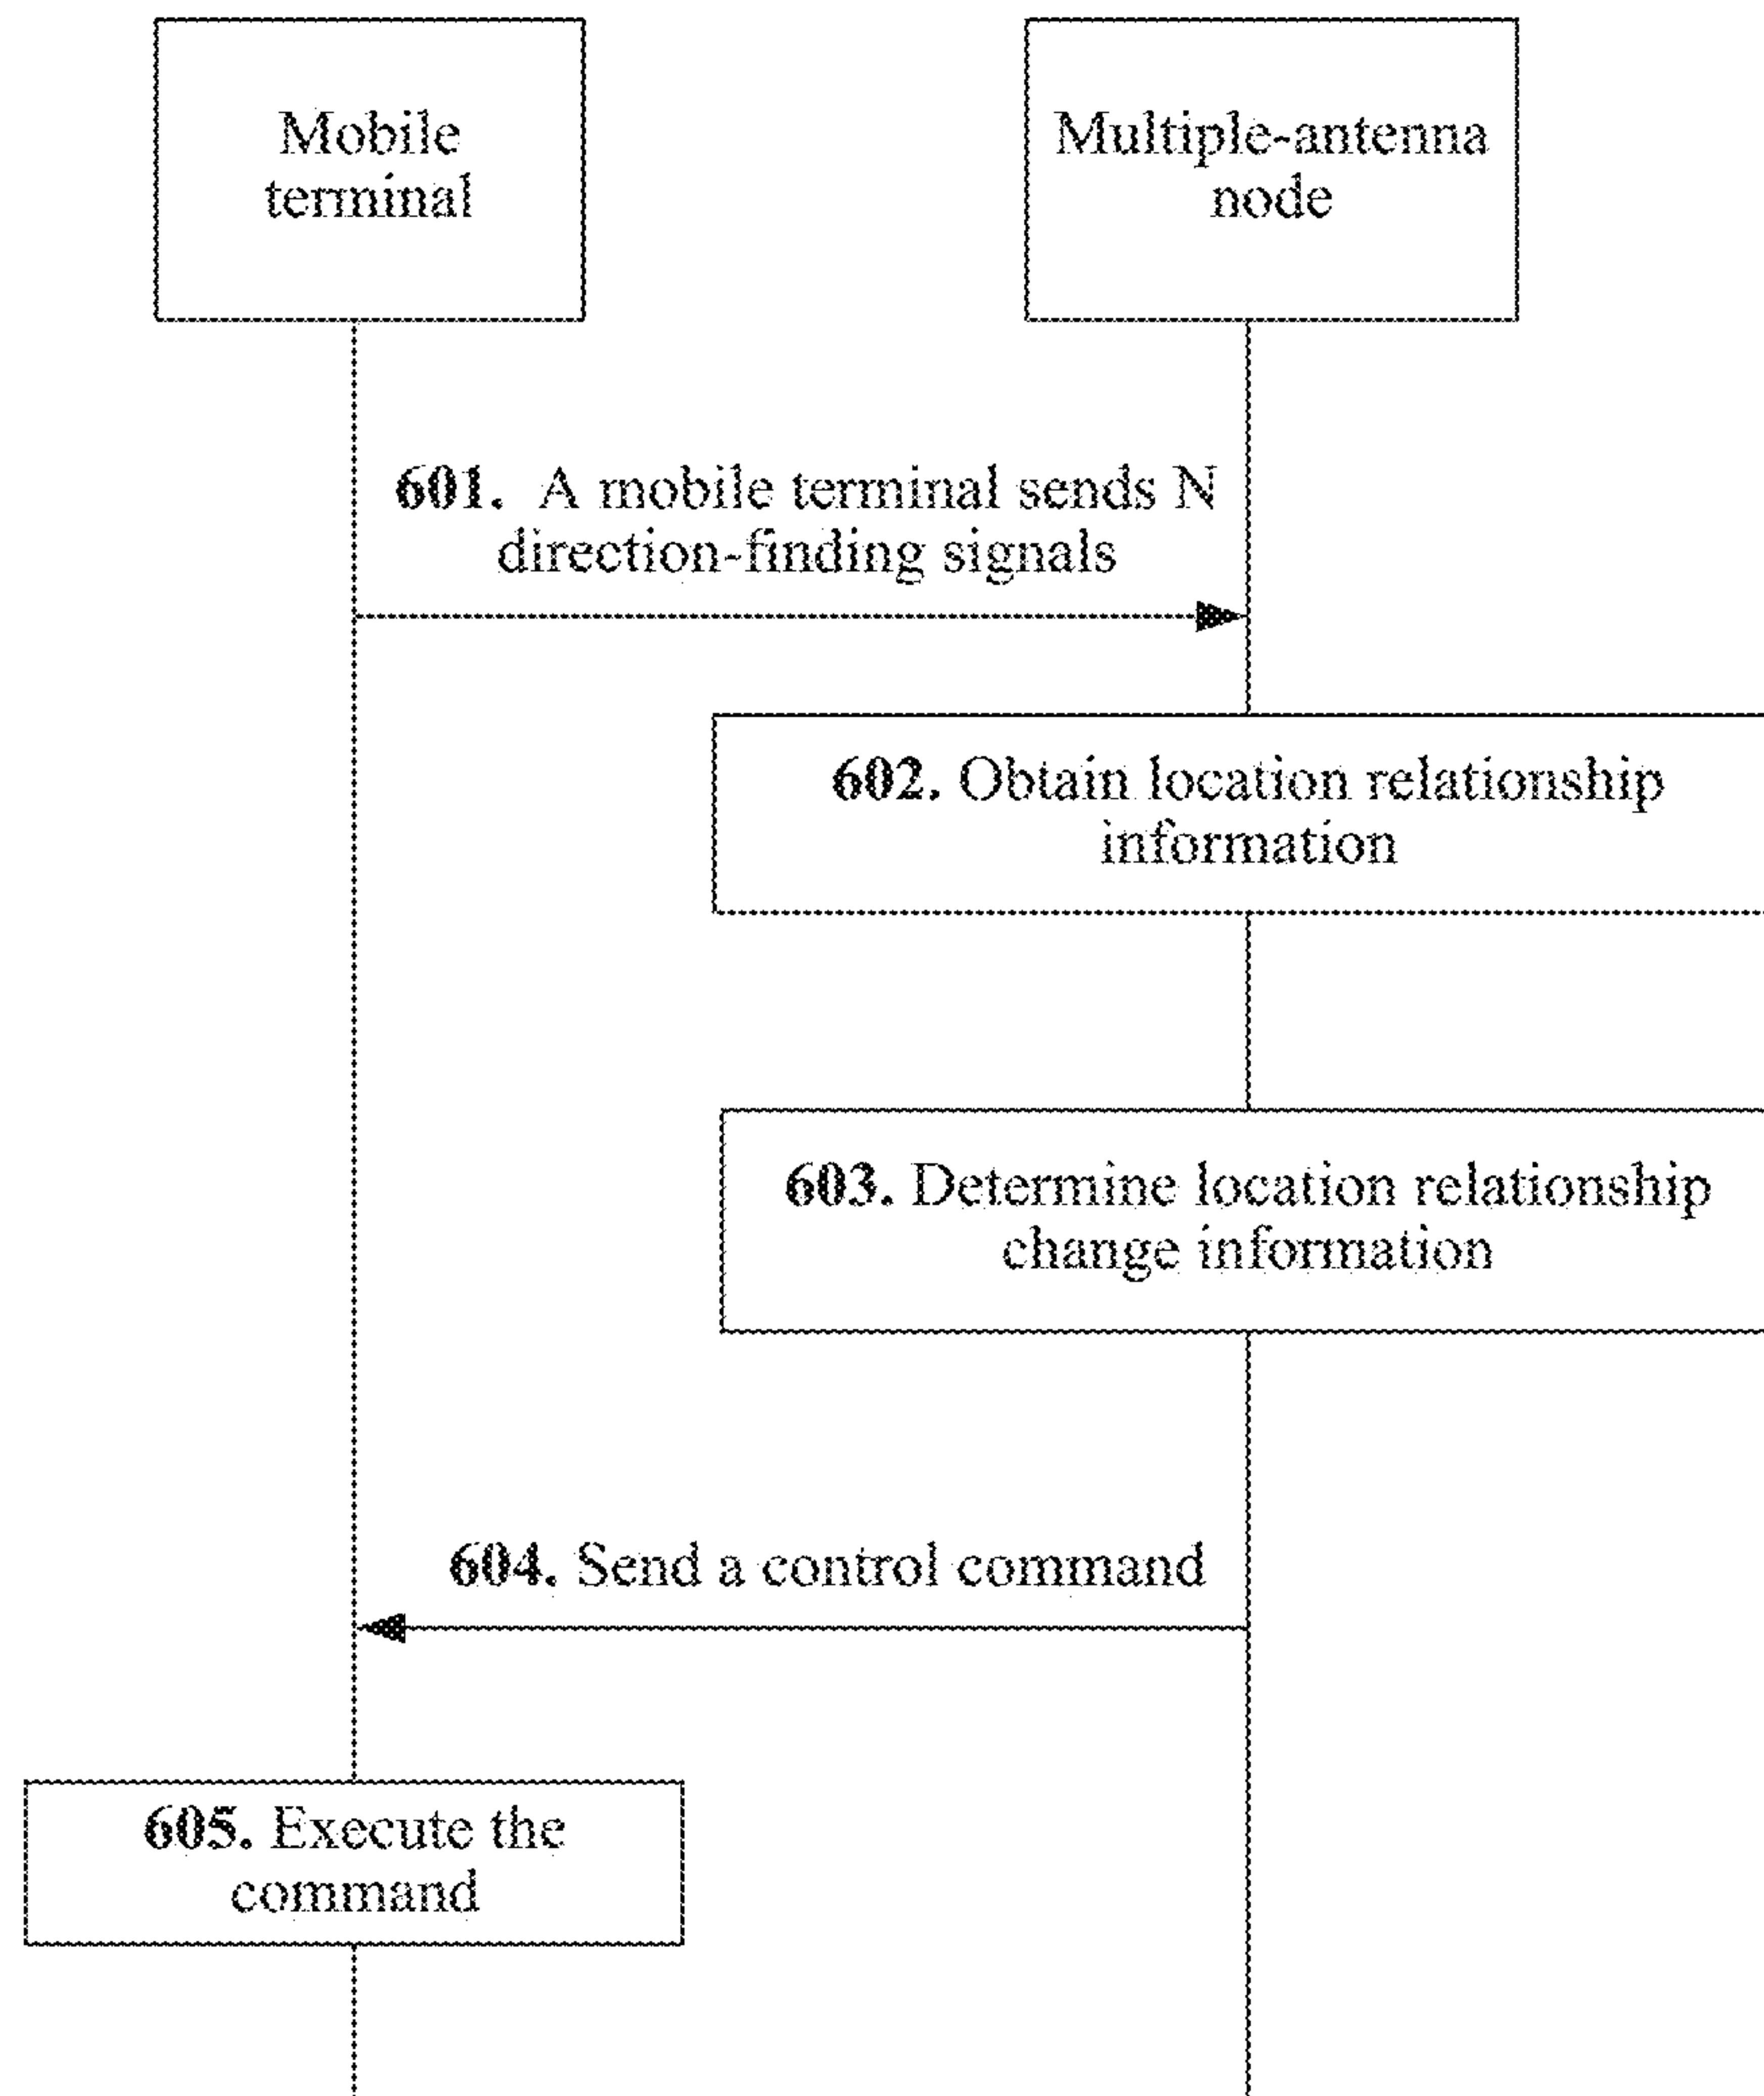 Mobile
terminal
Multiple-antenna
node
601. A mobile terminal sends N
direction-finding signals
602. Obtain location relationship
information
603. Determine location relationship
change information
604. Send a control command
605. Execute the
command